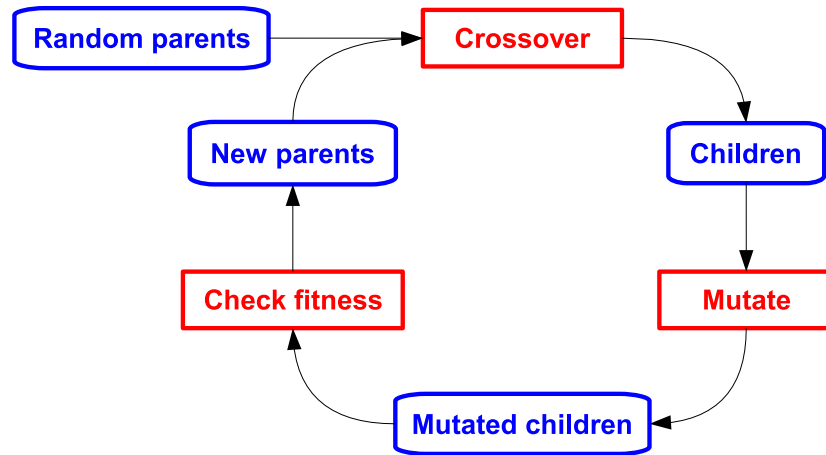 Random parents
Crossover
New parents
Children
Check fitness
Mutate
Mutated children